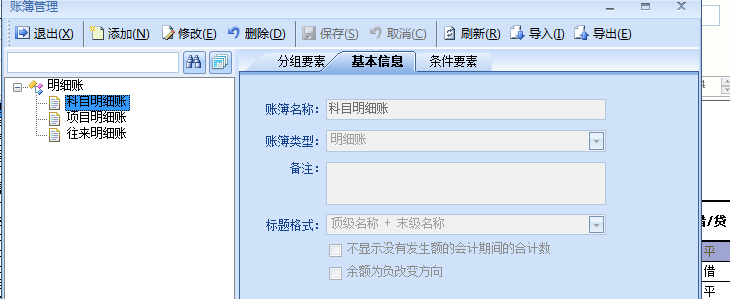 账簿管理
退出(X) 添加(N) 修改(E) 删除(D) 保存(S) 取消(C) 刷新(R) 导入(I) 导出(E)
分组要素 基本信息 条件要素
明细账
科目明细账
项目明细账
往来明细账
账簿名称: 科目明细账
账簿类型: 明细账
备注:
标题格式: 顶级名称 + 末级名称
不显示没有发生额的会计期间的合计数
余额为负改变方向
4
借/贷
平
借
平